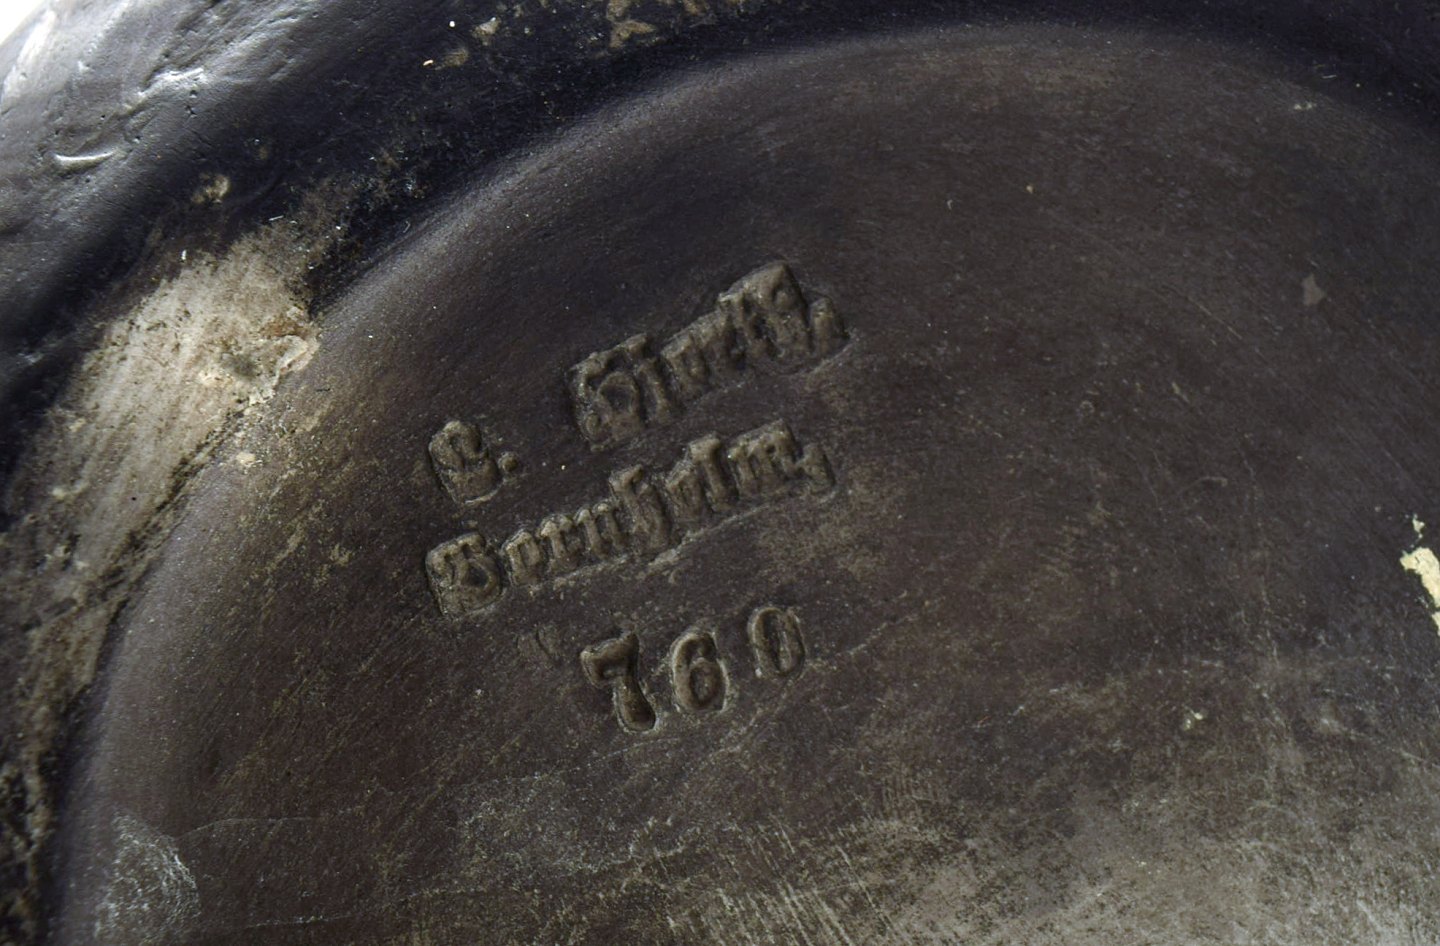 L. Hjorth,
Bornholm,
760